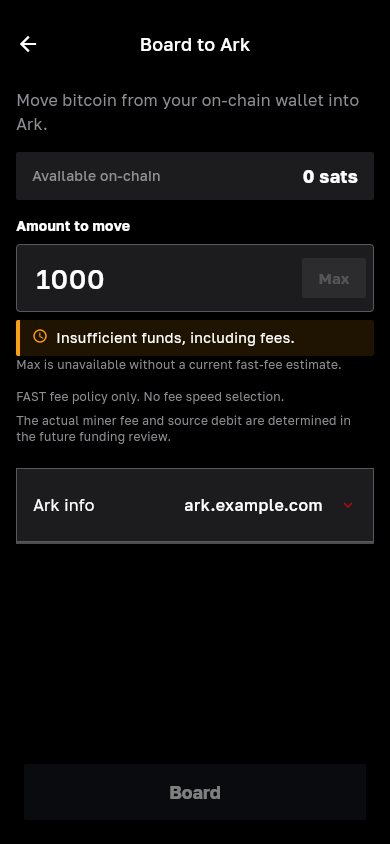 Board to Ark
Move bitcoin from your on-chain wallet into
Ark.
Available on-chain 0 sats
Amount to move
1000 Max
Insufficient funds, including fees.
Max is unavailable without a current fast-fee estimate.
FAST fee policy only. No fee speed selection.
The actual miner fee and source debit are determined in
the future funding review.
Ark info ark.example.com
Board